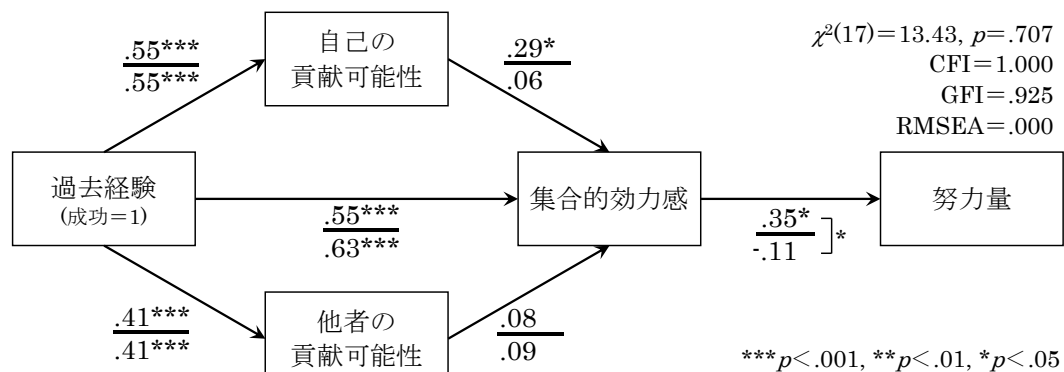 .55***
.55***
自己の
貢献可能性
.29*
.06
χ²(17)=13.43, p=.707
CFI=1.000
GFI=.925
RMSEA=.000
過去経験
(成功=1)
.55***
.63***
集合的効力感
.35*
-.11
*
努力量
.41***
.41***
他者の
貢献可能性
.08
.09
***p<.001, **p<.01, *p<.05